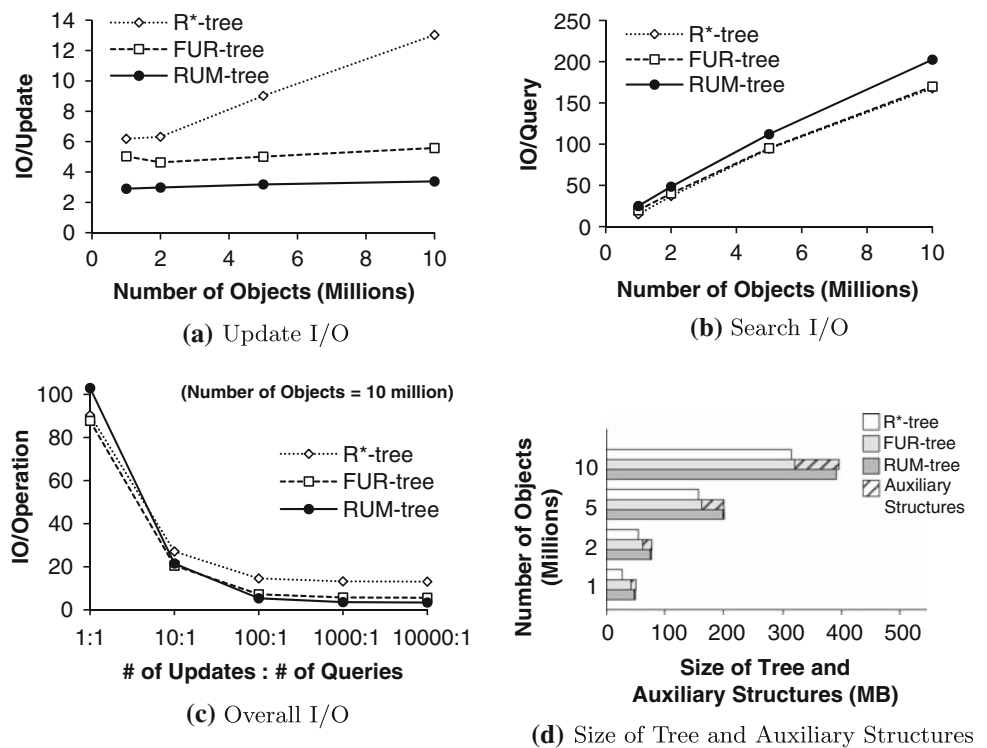 14
12
10
8
6
4
2
0
IO/Update
R*-tree
FUR-tree
RUM-tree
0 2 4 6 8 10
Number of Objects (Millions)
(a) Update I/O
250
200
150
100
50
0
IO/Query
R*-tree
FUR-tree
RUM-tree
0 2 4 6 8 10
Number of Objects (Millions)
(b) Search I/O
100
80
60
40
20
0
IO/Operation
(Number of Objects = 10 million)
R*-tree
FUR-tree
RUM-tree
1:1 10:1 100:1 1000:1 10000:1
# of Updates : # of Queries
(c) Overall I/O
Number of Objects
(Millions)
10
5
2
1
R*-tree
FUR-tree
RUM-tree
Auxiliary
Structures
0 100 200 300 400 500
Size of Tree and
Auxiliary Structures (MB)
(d) Size of Tree and Auxiliary Structures